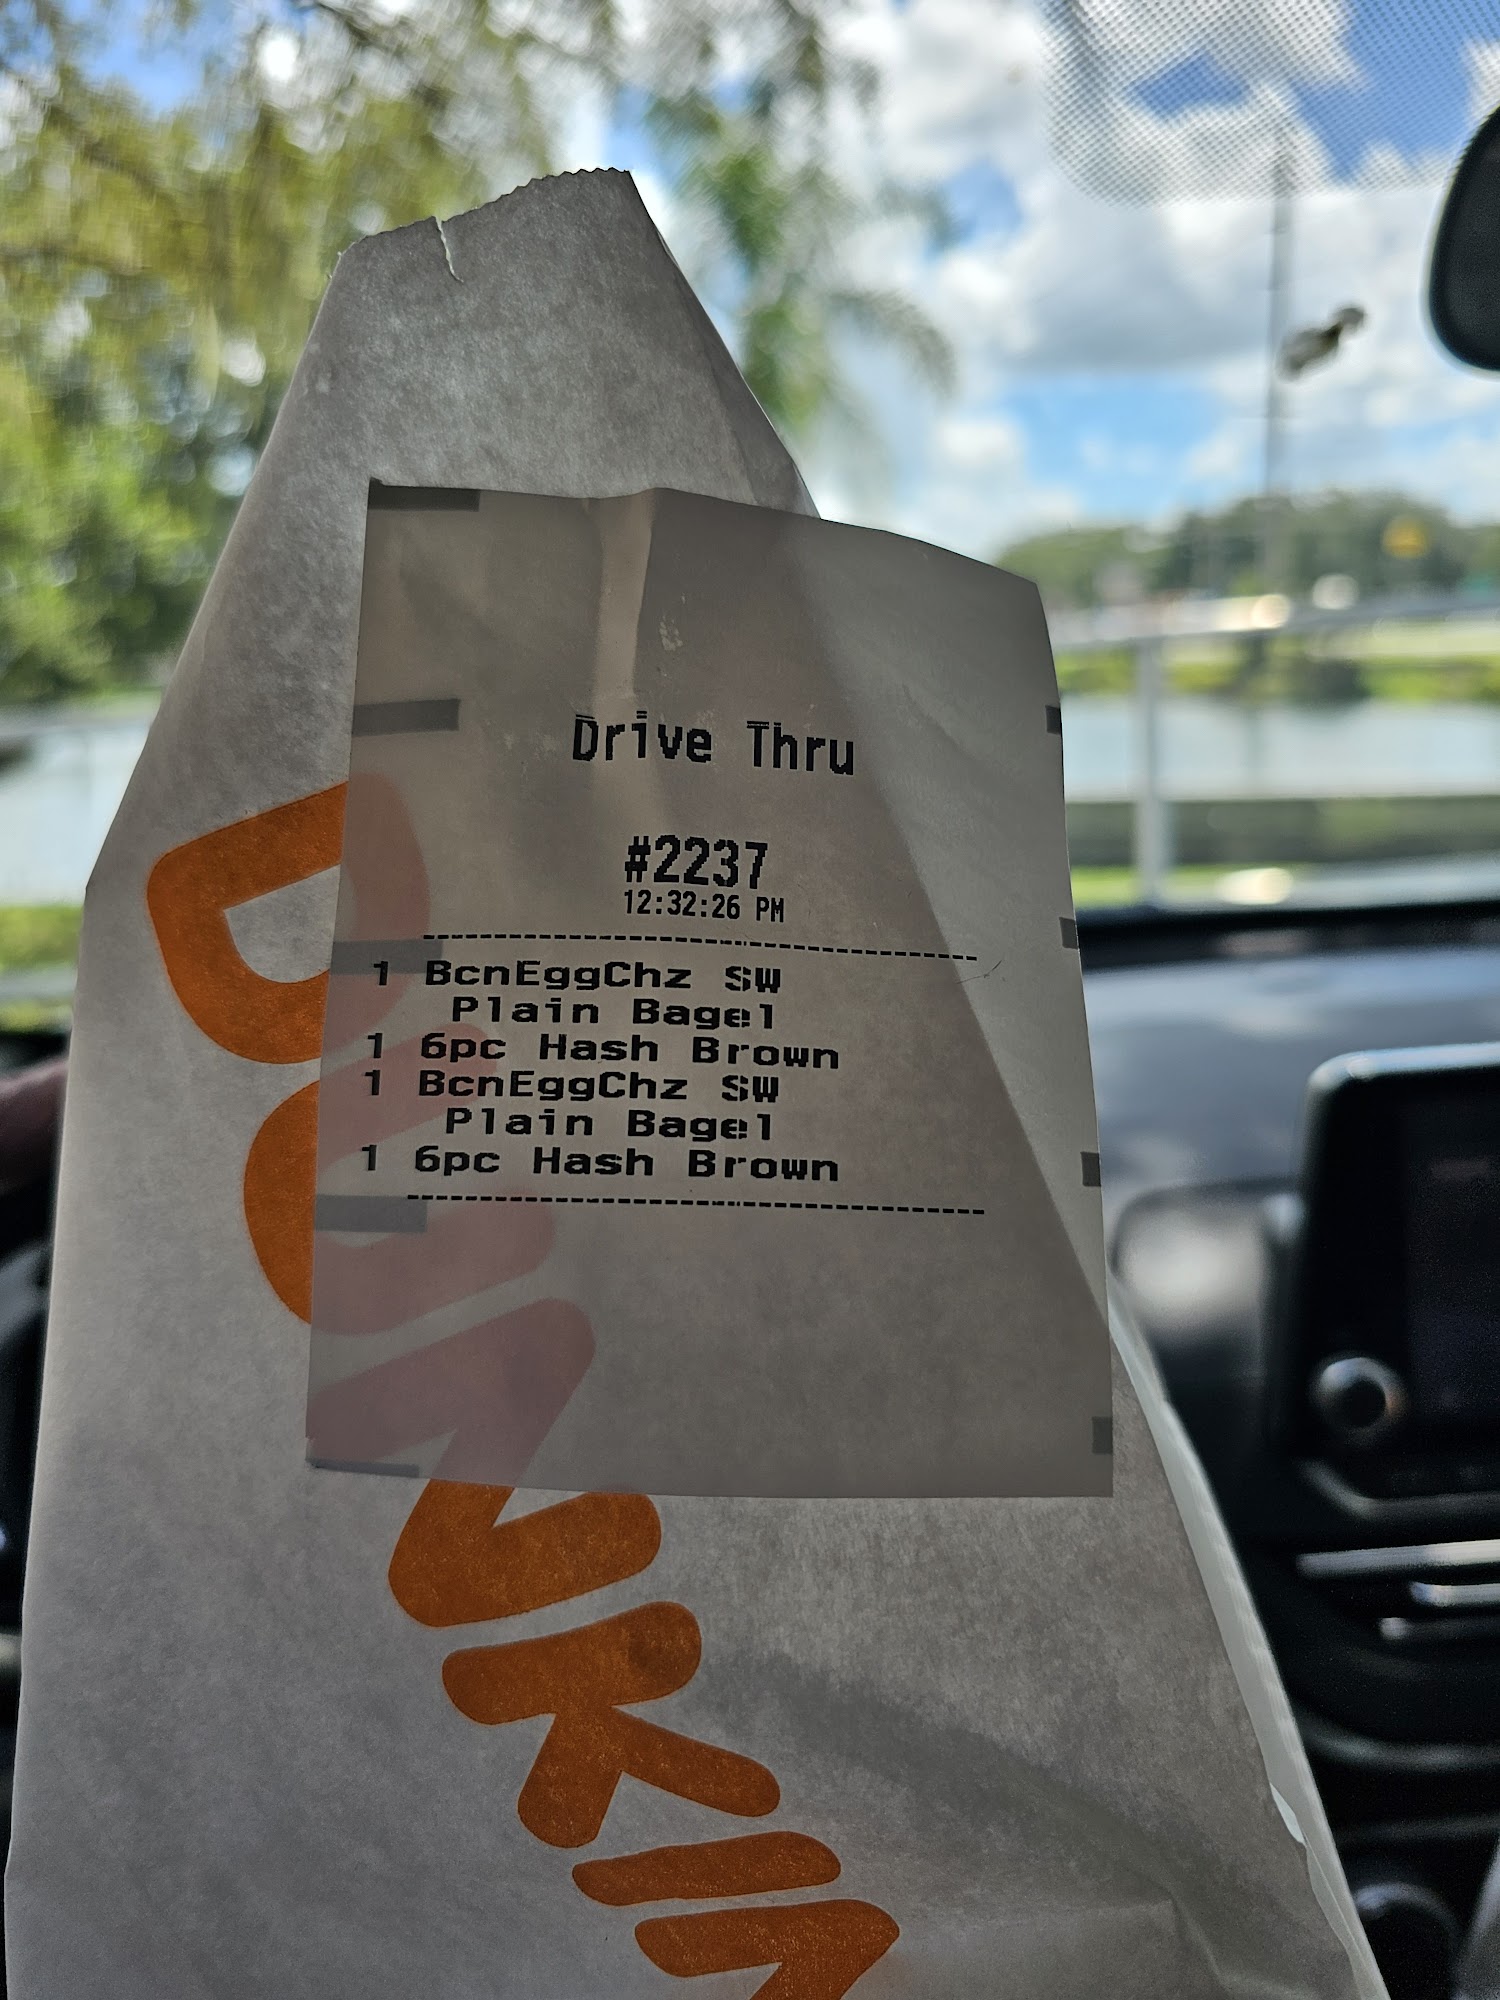 Drive Thru
#2237
12:32:26 PM
1 BcnEggChz SW
Plain Bagel
1 6pc Hash Brown
1 BcnEggChz SW
Plain Bagel
1 6pc Hash Brown
DUNKIN